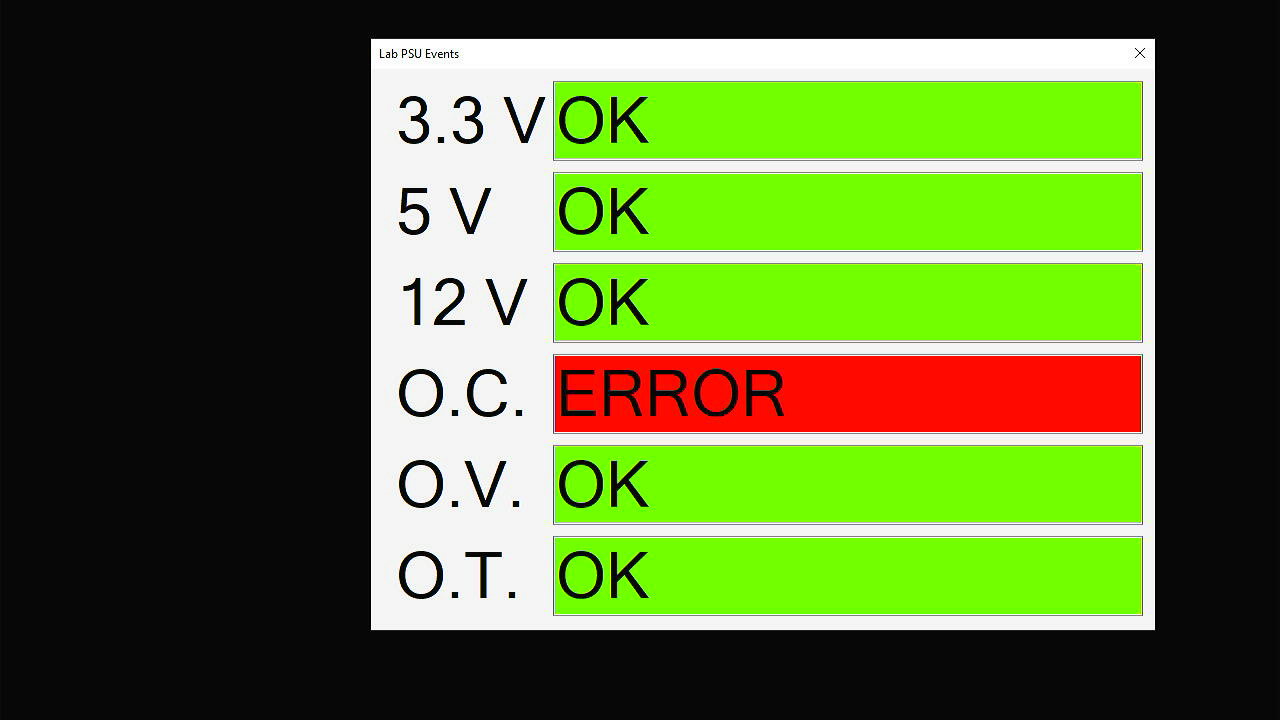 Lab PSU Events
3.3 V OK
5 V OK
12 V OK
O.C. ERROR
O.V. OK
O.T. OK